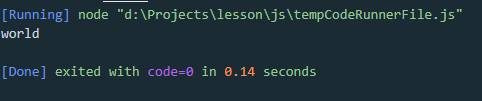 [Running] node "d:\Projects\lesson\js\tempCodeRunnerFile.js"
world
[Done] exited with code=0 in 0.14 seconds